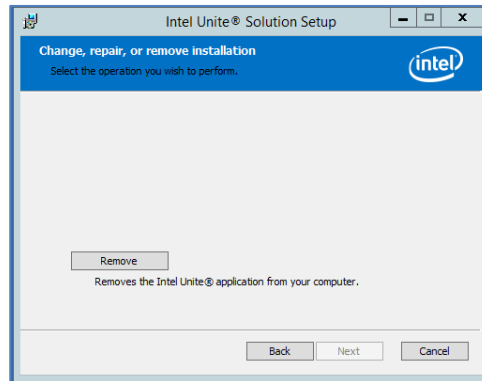 Intel Unite® Solution Setup
Change, repair, or remove installation
Select the operation you wish to perform.
intel
Remove
Removes the Intel Unite® application from your computer.
Back Next Cancel